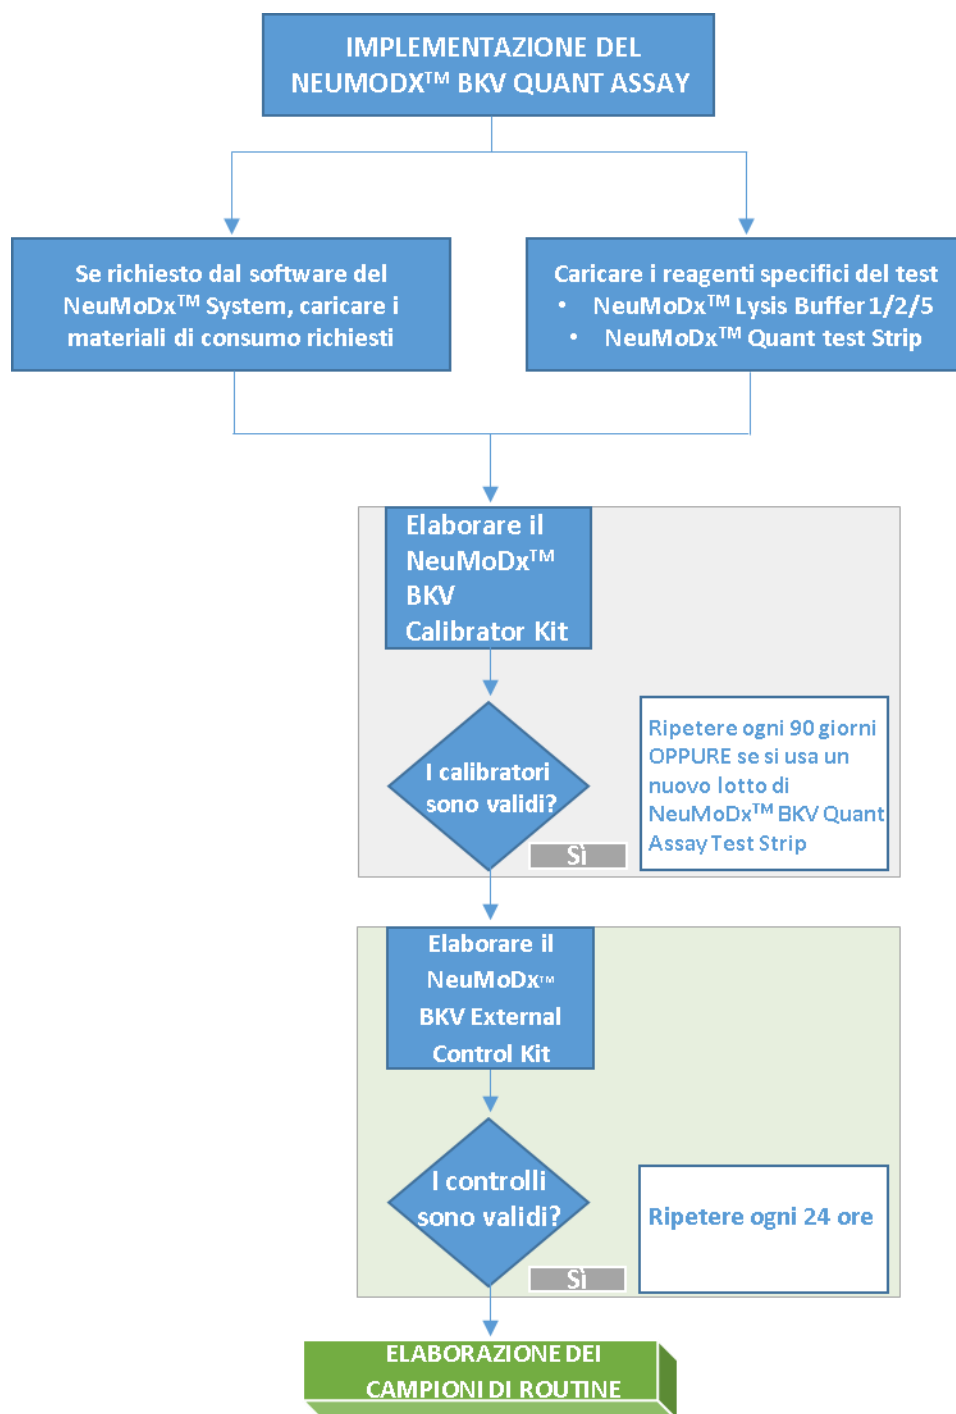 IMPLEMENTAZIONE DEL
NEUMODX™ BKV QUANT ASSAY
Se richiesto dal software del
NeuMoDx™ System, caricare i
materiali di consumo richiesti
Caricare i reagenti specifici del test
• NeuMoDx™ Lysis Buffer 1/2/5
• NeuMoDx™ Quant test Strip
Elaborare il
NeuMoDx™
BKV
Calibrator Kit
I calibratori
sono validi?
Sì
Ripetere ogni 90 giorni
OPPURE se si usa un
nuovo lotto di
NeuMoDx™ BKV Quant
Assay Test Strip
Elaborare il
NeuMoDx™
BKV External
Control Kit
I controlli
sono validi?
Sì
Ripetere ogni 24 ore
ELABORAZIONE DEI
CAMPIONI DI ROUTINE